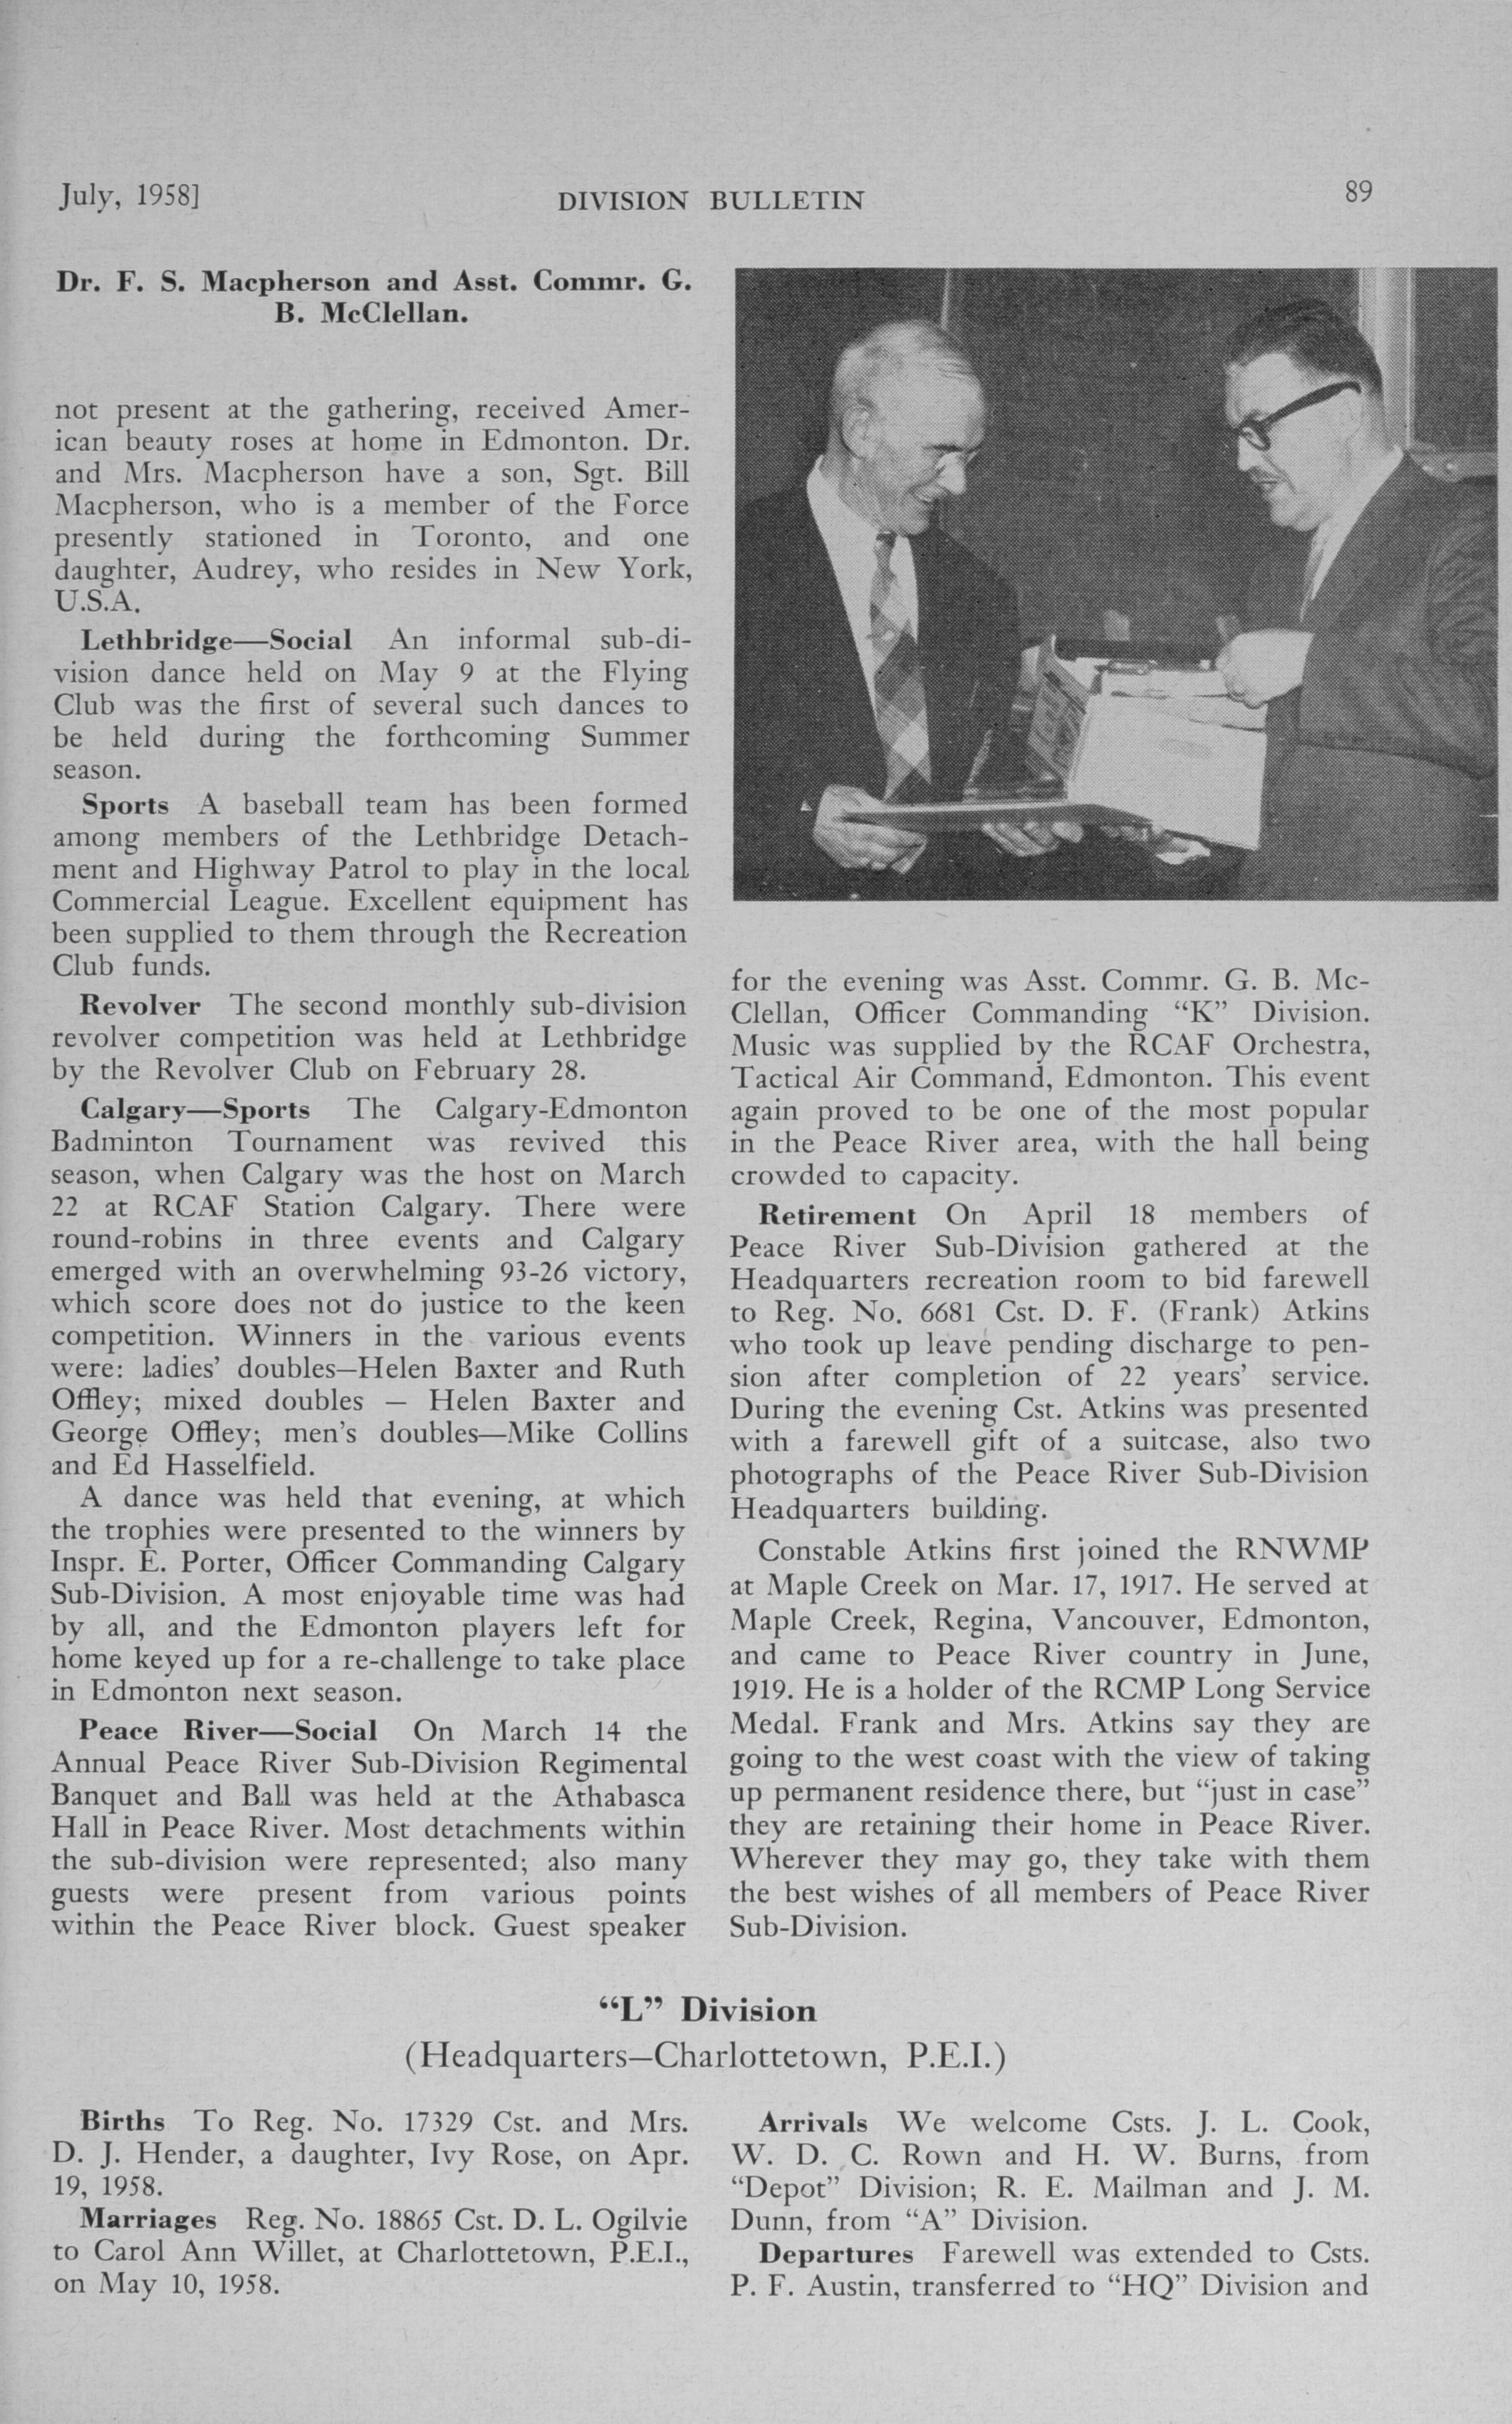 July, 1958]
DIVISION BULLETIN
89
Dr. F. S. Macpherson and Asst. Commr. G.
B. McClellan.
not present at the gathering, received Amer-
ican beauty roses at home in Edmonton. Dr.
and Mrs. Macpherson have a son, Sgt. Bill
Macpherson, who is a member of the Force
presently stationed in Toronto, and one
daughter, Audrey, who resides in New York,
U.S.A.
Lethbridge—Social An informal sub-di-
vision dance held on May 9 at the Flying
Club was the first of several such dances to
be held during the forthcoming Summer
season.
Sports A baseball team has been formed
among members of the Lethbridge Detach-
ment and Highway Patrol to play in the local
Commercial League. Excellent equipment has
been supplied to them through the Recreation
Club funds.
Revolver The second monthly sub-division
revolver competition was held at Lethbridge
by the Revolver Club on February 28.
Calgary—Sports The Calgary-Edmonton
Badminton Tournament was revived this
season, when Calgary was the host on March
22 at RCAF Station Calgary. There were
round-robins in three events and Calgary
emerged with an overwhelming 93-26 victory,
which score does not do justice to the keen
competition. Winners in the various events
were: ladies' doubles—Helen Baxter and Ruth
Offley; mixed doubles — Helen Baxter and
George Offley; men's doubles—Mike Collins
and Ed Hasselfield.
A dance was held that evening, at which
the trophies were presented to the winners by
Inspr. E. Porter, Officer Commanding Calgary
Sub-Division. A most enjoyable time was had
by all, and the Edmonton players left for
home keyed up for a re-challenge to take place
in Edmonton next season.
Peace River—Social On March 14 the
Annual Peace River Sub-Division Regimental
Banquet and Ball was held at the Athabasca
Hall in Peace River. Most detachments within
the sub-division were represented; also many
guests were present from various points
within the Peace River block. Guest speaker
for the evening was Asst. Commr. G. B. Mc-
Clellan, Officer Commanding "K" Division.
Music was supplied by the RCAF Orchestra,
Tactical Air Command, Edmonton. This event
again proved to be one of the most popular
in the Peace River area, with the hall being
crowded to capacity.
Retirement On April 18 members of
Peace River Sub-Division gathered at the
Headquarters recreation room to bid farewell
to Reg. No. 6681 Cst. D. F. (Frank) Atkins
who took up leave pending discharge to pen-
sion after completion of 22 years' service.
During the evening Cst. Atkins was presented
with a farewell gift of a suitcase, also two
photographs of the Peace River Sub-Division
Headquarters building.
Constable Atkins first joined the RNWMP
at Maple Creek on Mar. 17, 1917. He served at
Maple Creek, Regina, Vancouver, Edmonton,
and came to Peace River country in June,
1919. He is a holder of the RCMP Long Service
Medal. Frank and Mrs. Atkins say they are
going to the west coast with the view of taking
up permanent residence there, but "just in case"
they are retaining their home in Peace River.
Wherever they may go, they take with them
the best wishes of all members of Peace River
Sub-Division.
"L" Division
(Headquarters—Charlottetown, P.E.I.)
Births To Reg. No. 17329 Cst. and Mrs.
D. J. Hender, a daughter, Ivy Rose, on Apr.
19, 1958.
Marriages Reg. No. 18865 Cst. D. L. Ogilvie
to Carol Ann Willet, at Charlottetown, P.E.I.,
on May 10, 1958.
Arrivals We welcome Csts. J. L. Cook,
W. D. C. Rown and H. W. Burns, from
"Depot" Division; R. E. Mailman and J. M.
Dunn, from "A" Division.
Departures Farewell was extended to Csts.
P. F. Austin, transferred to "HQ" Division and